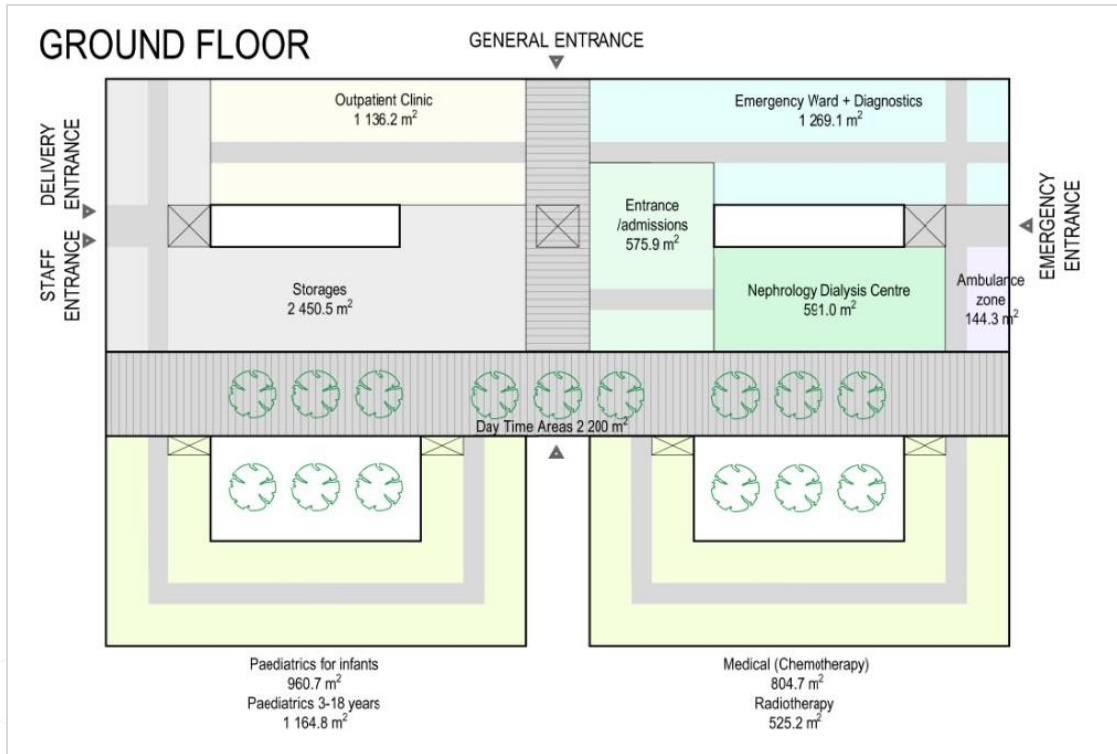 GROUND FLOOR
GENERAL ENTRANCE
Outpatient Clinic
1 136.2 m²
Emergency Ward + Diagnostics
1 269.1 m²
DELIVERY
ENTRANCE
STAFF
ENTRANCE
Entrance
/admissions
575.9 m²
EMERGENCY
ENTRANCE
Storages
2 450.5 m²
Nephrology Dialysis Centre
591.0 m²
Ambulance
zone
144.3 m²
Day Time Areas 2 200 m²
Paediatrics for infants
960.7 m²
Paediatrics 3-18 years
1 164.8 m²
Medical (Chemotherapy)
804.7 m²
Radiotherapy
525.2 m²